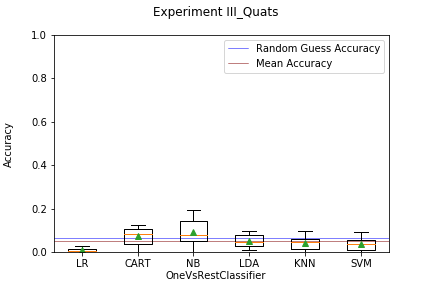 Experiment III_Quats
Random Guess Accuracy
Mean Accuracy
Accuracy
1.0
0.8
0.6
0.4
0.2
0.0
LR CART NB LDA KNN SVM
OneVsRestClassifier